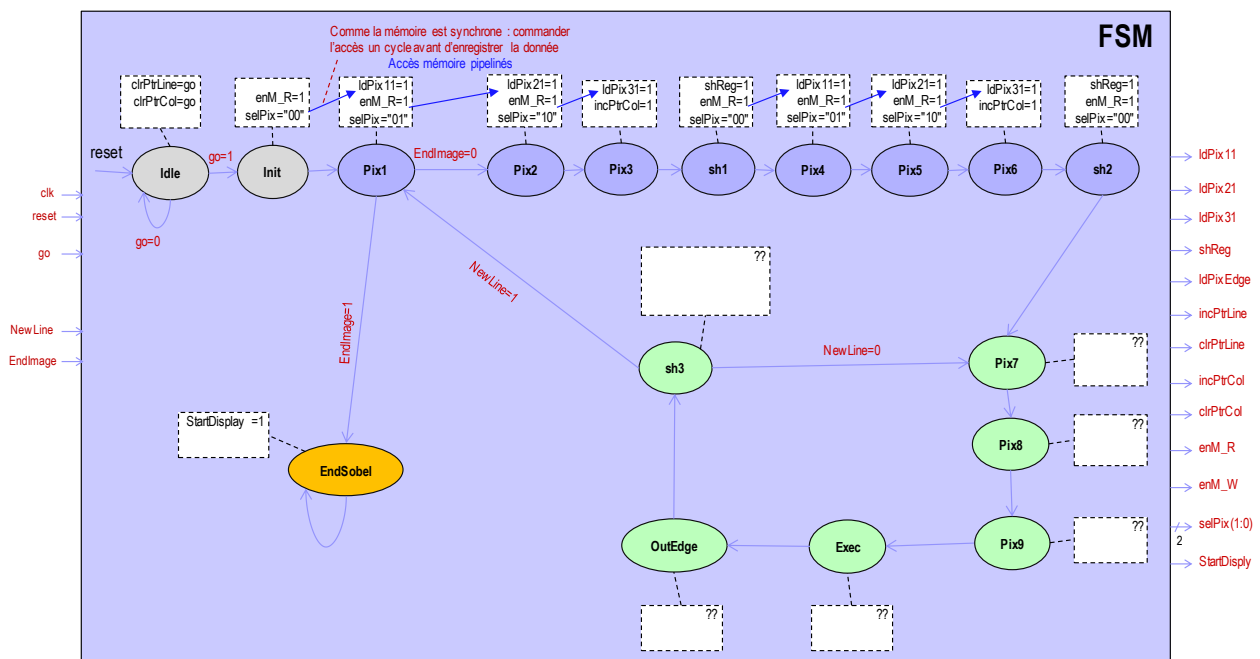 FSM
Comme la mémoire est synchrone : commander
l'accès un cycle avant d'enregistrer la donnée
Accès mémoire pipelinés
clrPtrLine=go
clrPtrCol=go
enM_R=1
selPix="00"
ldPix11=1
enM_R=1
selPix="01"
ldPix21=1
enM_R=1
selPix="10"
ldPix31=1
incPtrCol=1
shReg=1
enM_R=1
selPix="00"
ldPix11=1
enM_R=1
selPix="01"
ldPix21=1
enM_R=1
selPix="10"
ldPix31=1
incPtrCol=1
shReg=1
enM_R=1
selPix="00"
reset
Idle
go=1
Init
Pix1
EndImage=0
Pix2
Pix3
sh1
Pix4
Pix5
Pix6
sh2
go=0
clk
reset
go
NewLine
EndImage
NewLine=1
EndImage=1
??
sh3
NewLine=0
Pix7
??
Pix8
??
StartDisplay =1
EndSobel
OutEdge
Exec
Pix9
??
??
??
ldPix11
ldPix21
ldPix31
shReg
ldPixEdge
incPtrLine
clrPtrLine
incPtrCol
clrPtrCol
enM_R
enM_W
selPix(1:0)
2
StartDisply